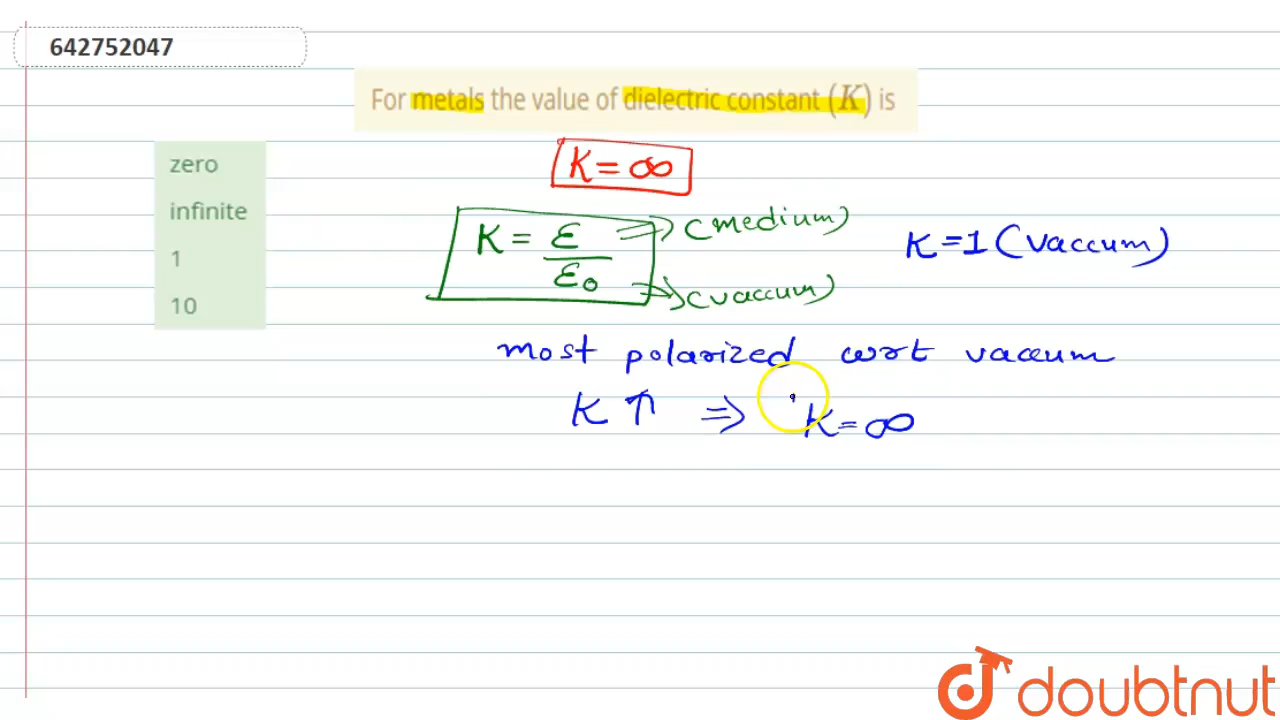 642752047
For metals the value of dielectric constant (K) is
zero
infinite
1
10
K = ∞
K = ε/ε₀
(medium)
(vaccum)
K = 1 (vaccum)
most polarized wrt vaccum
K ↑ ⇒ K = ∞
doubtnut